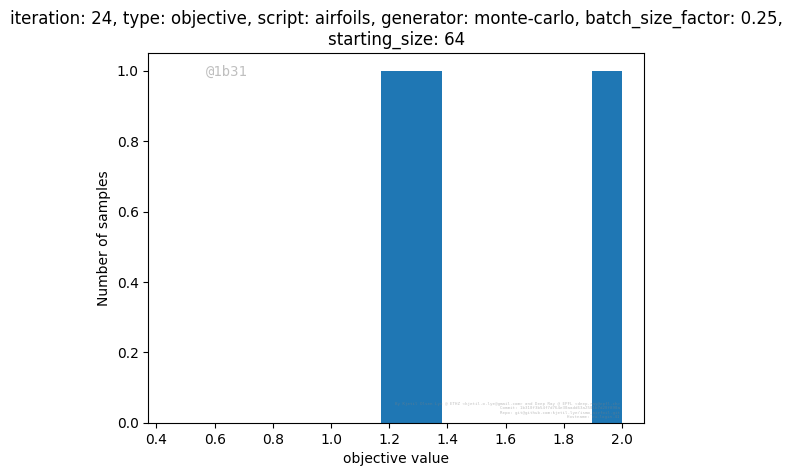 iteration: 24, type: objective, script: airfoils, generator: monte-carlo, batch_size_factor: 0.25,
starting_size: 64
@1b31
1.0
0.8
0.6
0.4
0.2
0.0
Number of samples
0.4 0.6 0.8 1.0 1.2 1.4 1.6 1.8 2.0
objective value